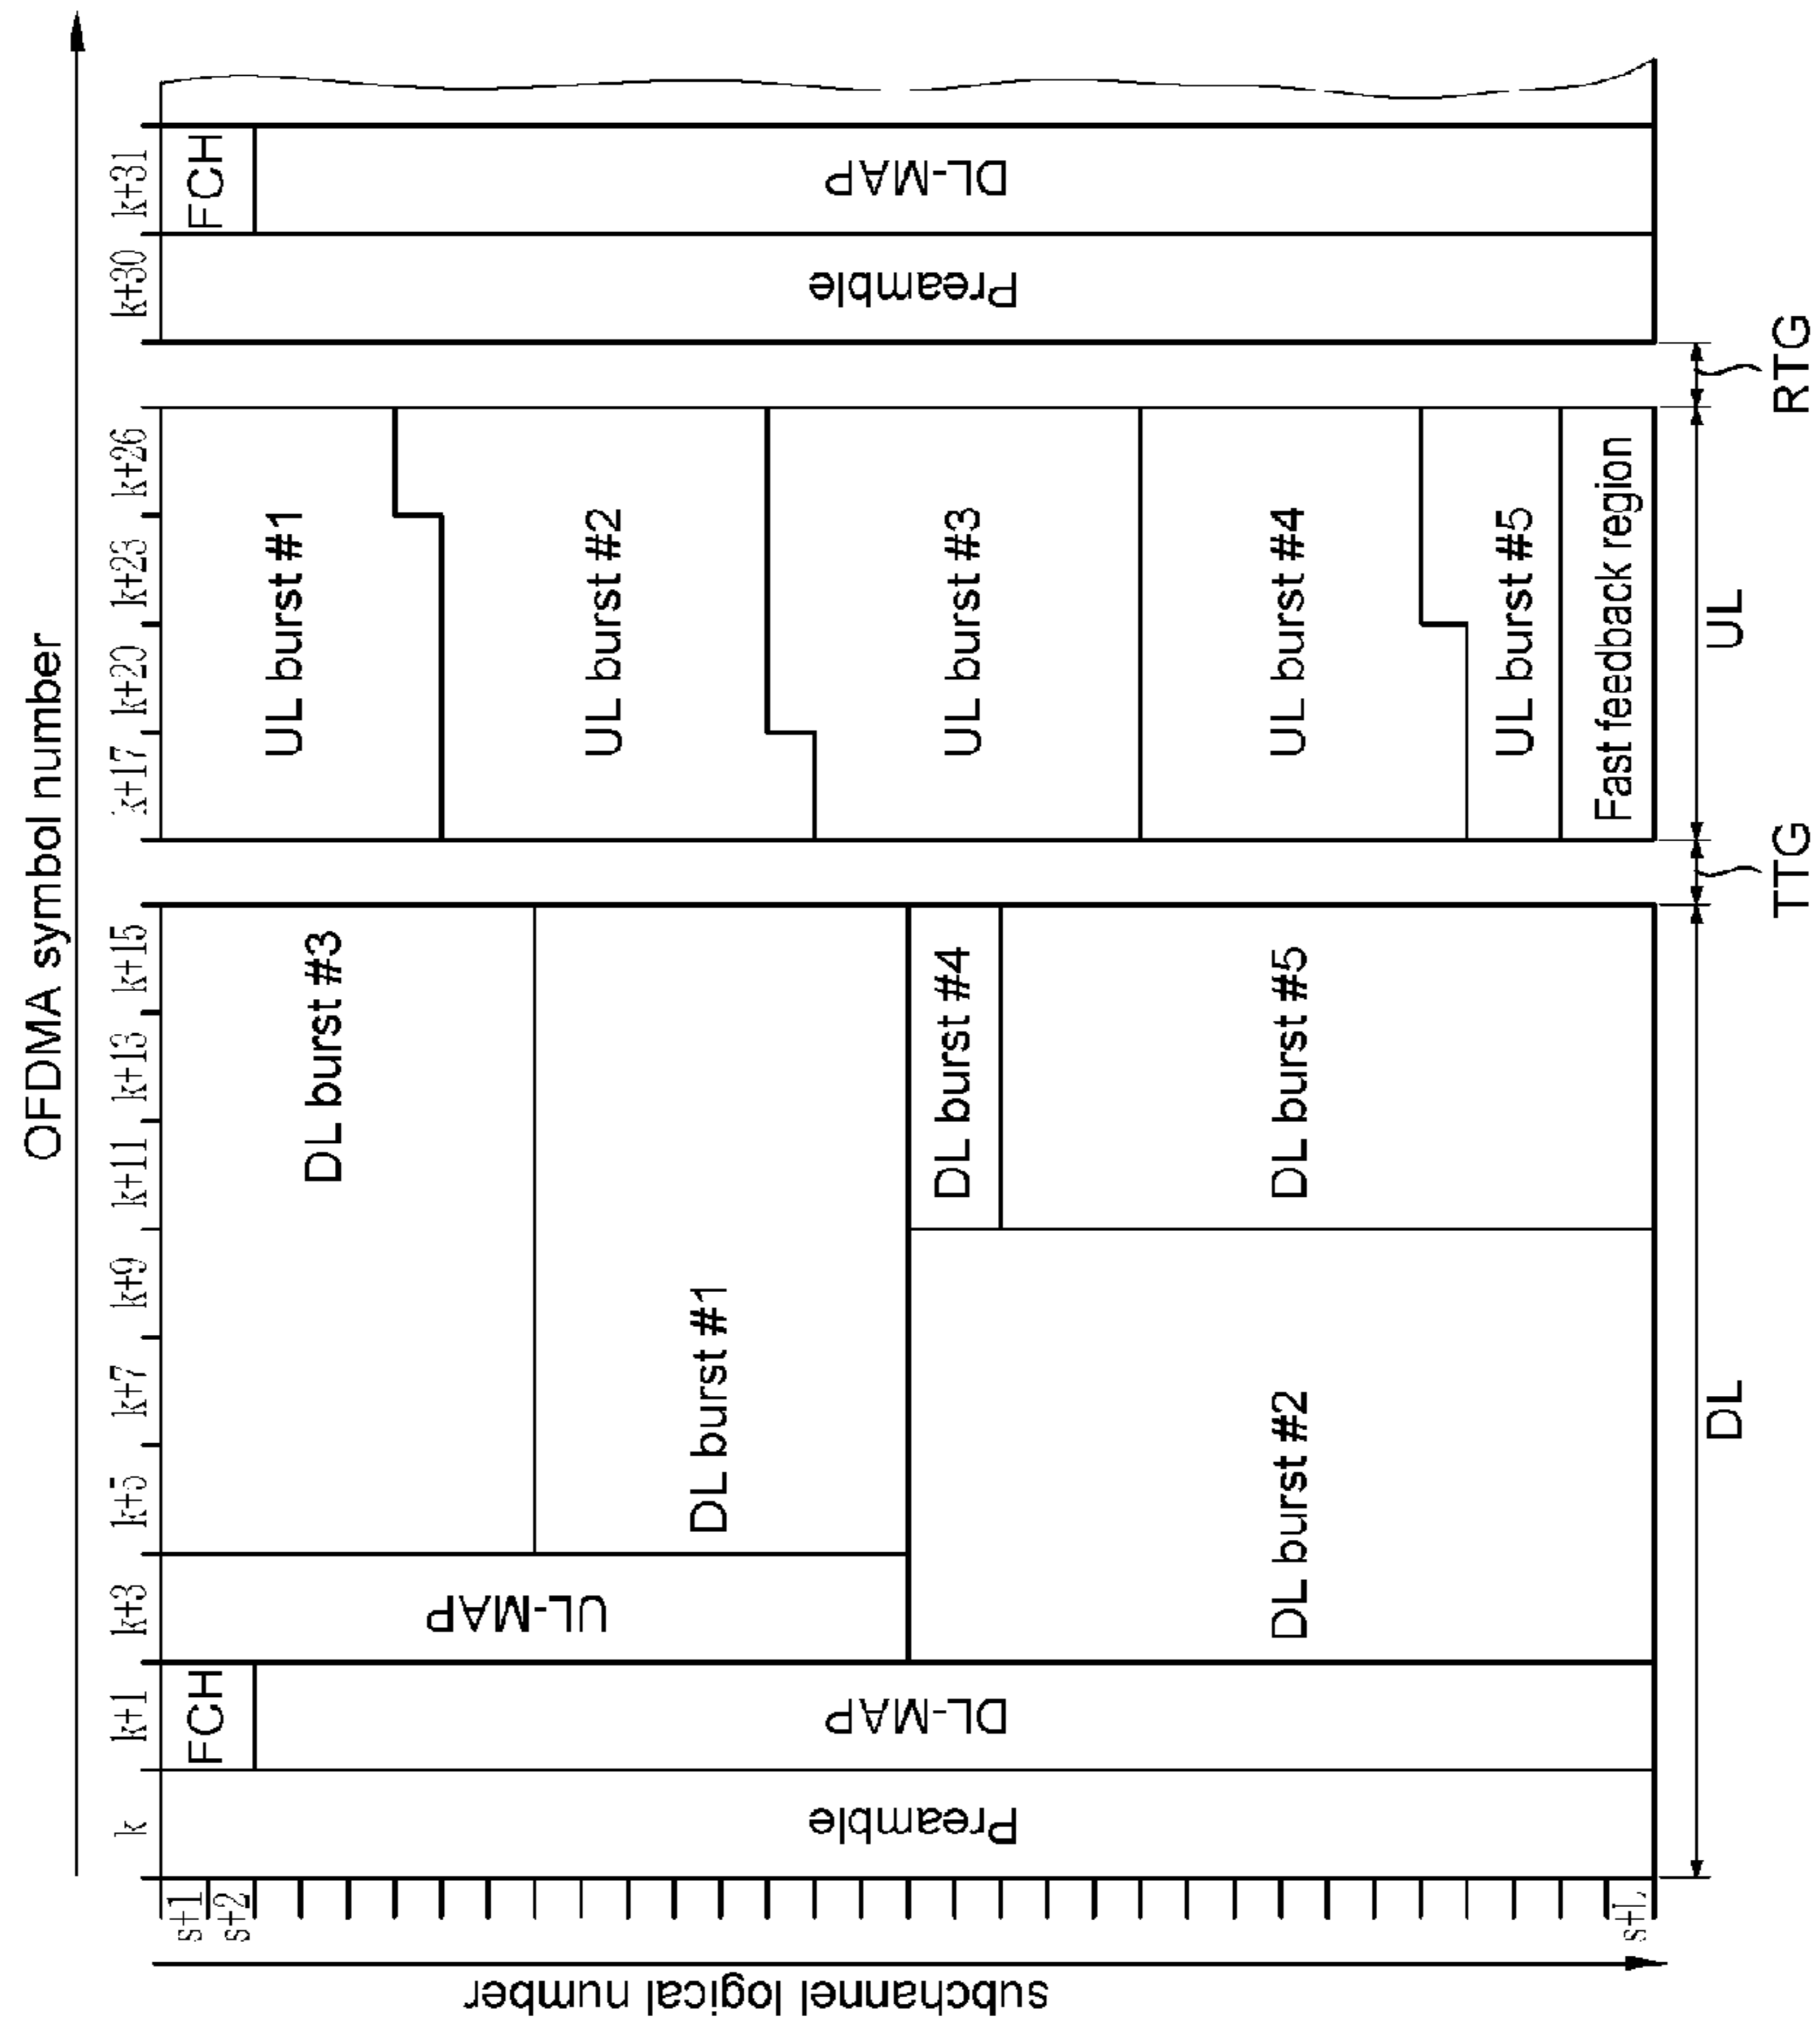 OFDMA symbol number
k
k+1
k+3
k+5
k+7
k+9
k+11
k+13
k+15
k+17
k+20
k+23
k+26
k+30
k+31
subchannel logical number
s+1
s+2
s+L
Preamble
FCH
DL-MAP
UL-MAP
DL burst #3
DL burst #1
DL burst #2
DL burst #4
DL burst #5
UL burst #1
UL burst #2
UL burst #3
UL burst #4
UL burst #5
Fast feedback region
Preamble
FCH
DL-MAP
DL
TTG
UL
RTG